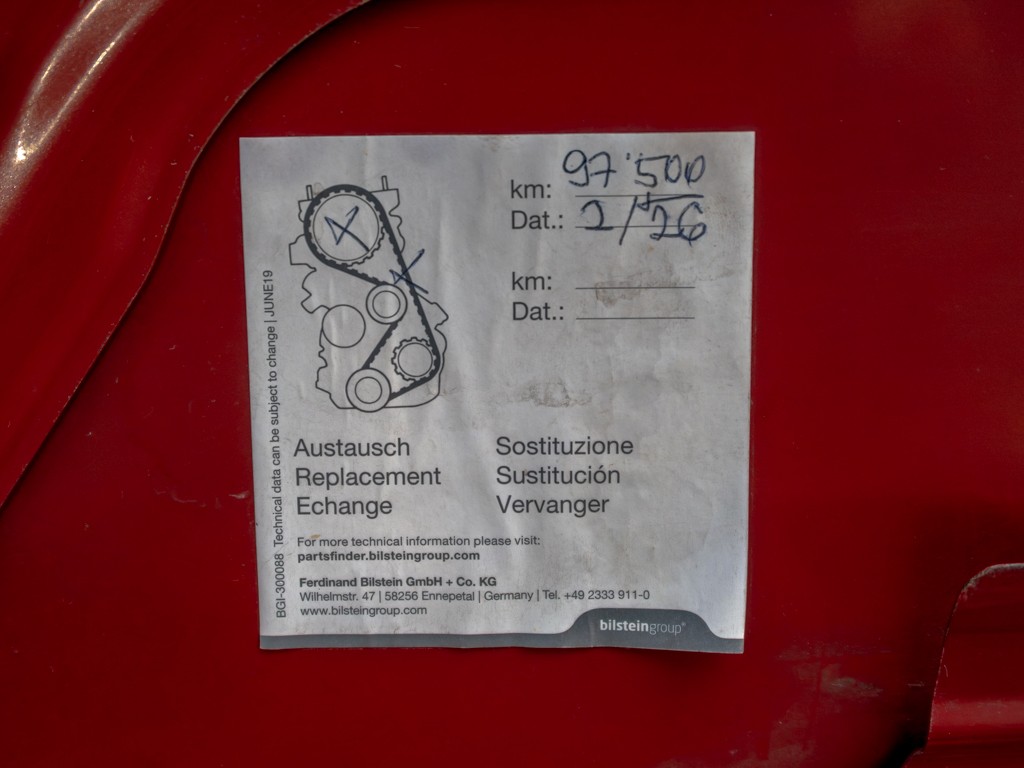 km: 97'500
Dat.: 2/26
km:
Dat.:
Austausch
Replacement
Echange
Sostituzione
Sustitución
Vervanger
For more technical information please visit:
partsfinder.bilsteingroup.com
Ferdinand Bilstein GmbH + Co. KG
Wilhelmstr. 47 | 58256 Ennepetal | Germany | Tel. +49 2333 911-0
www.bilsteingroup.com
bilsteingroup®
BGI-300088 Technical data can be subject to change | JUNE19